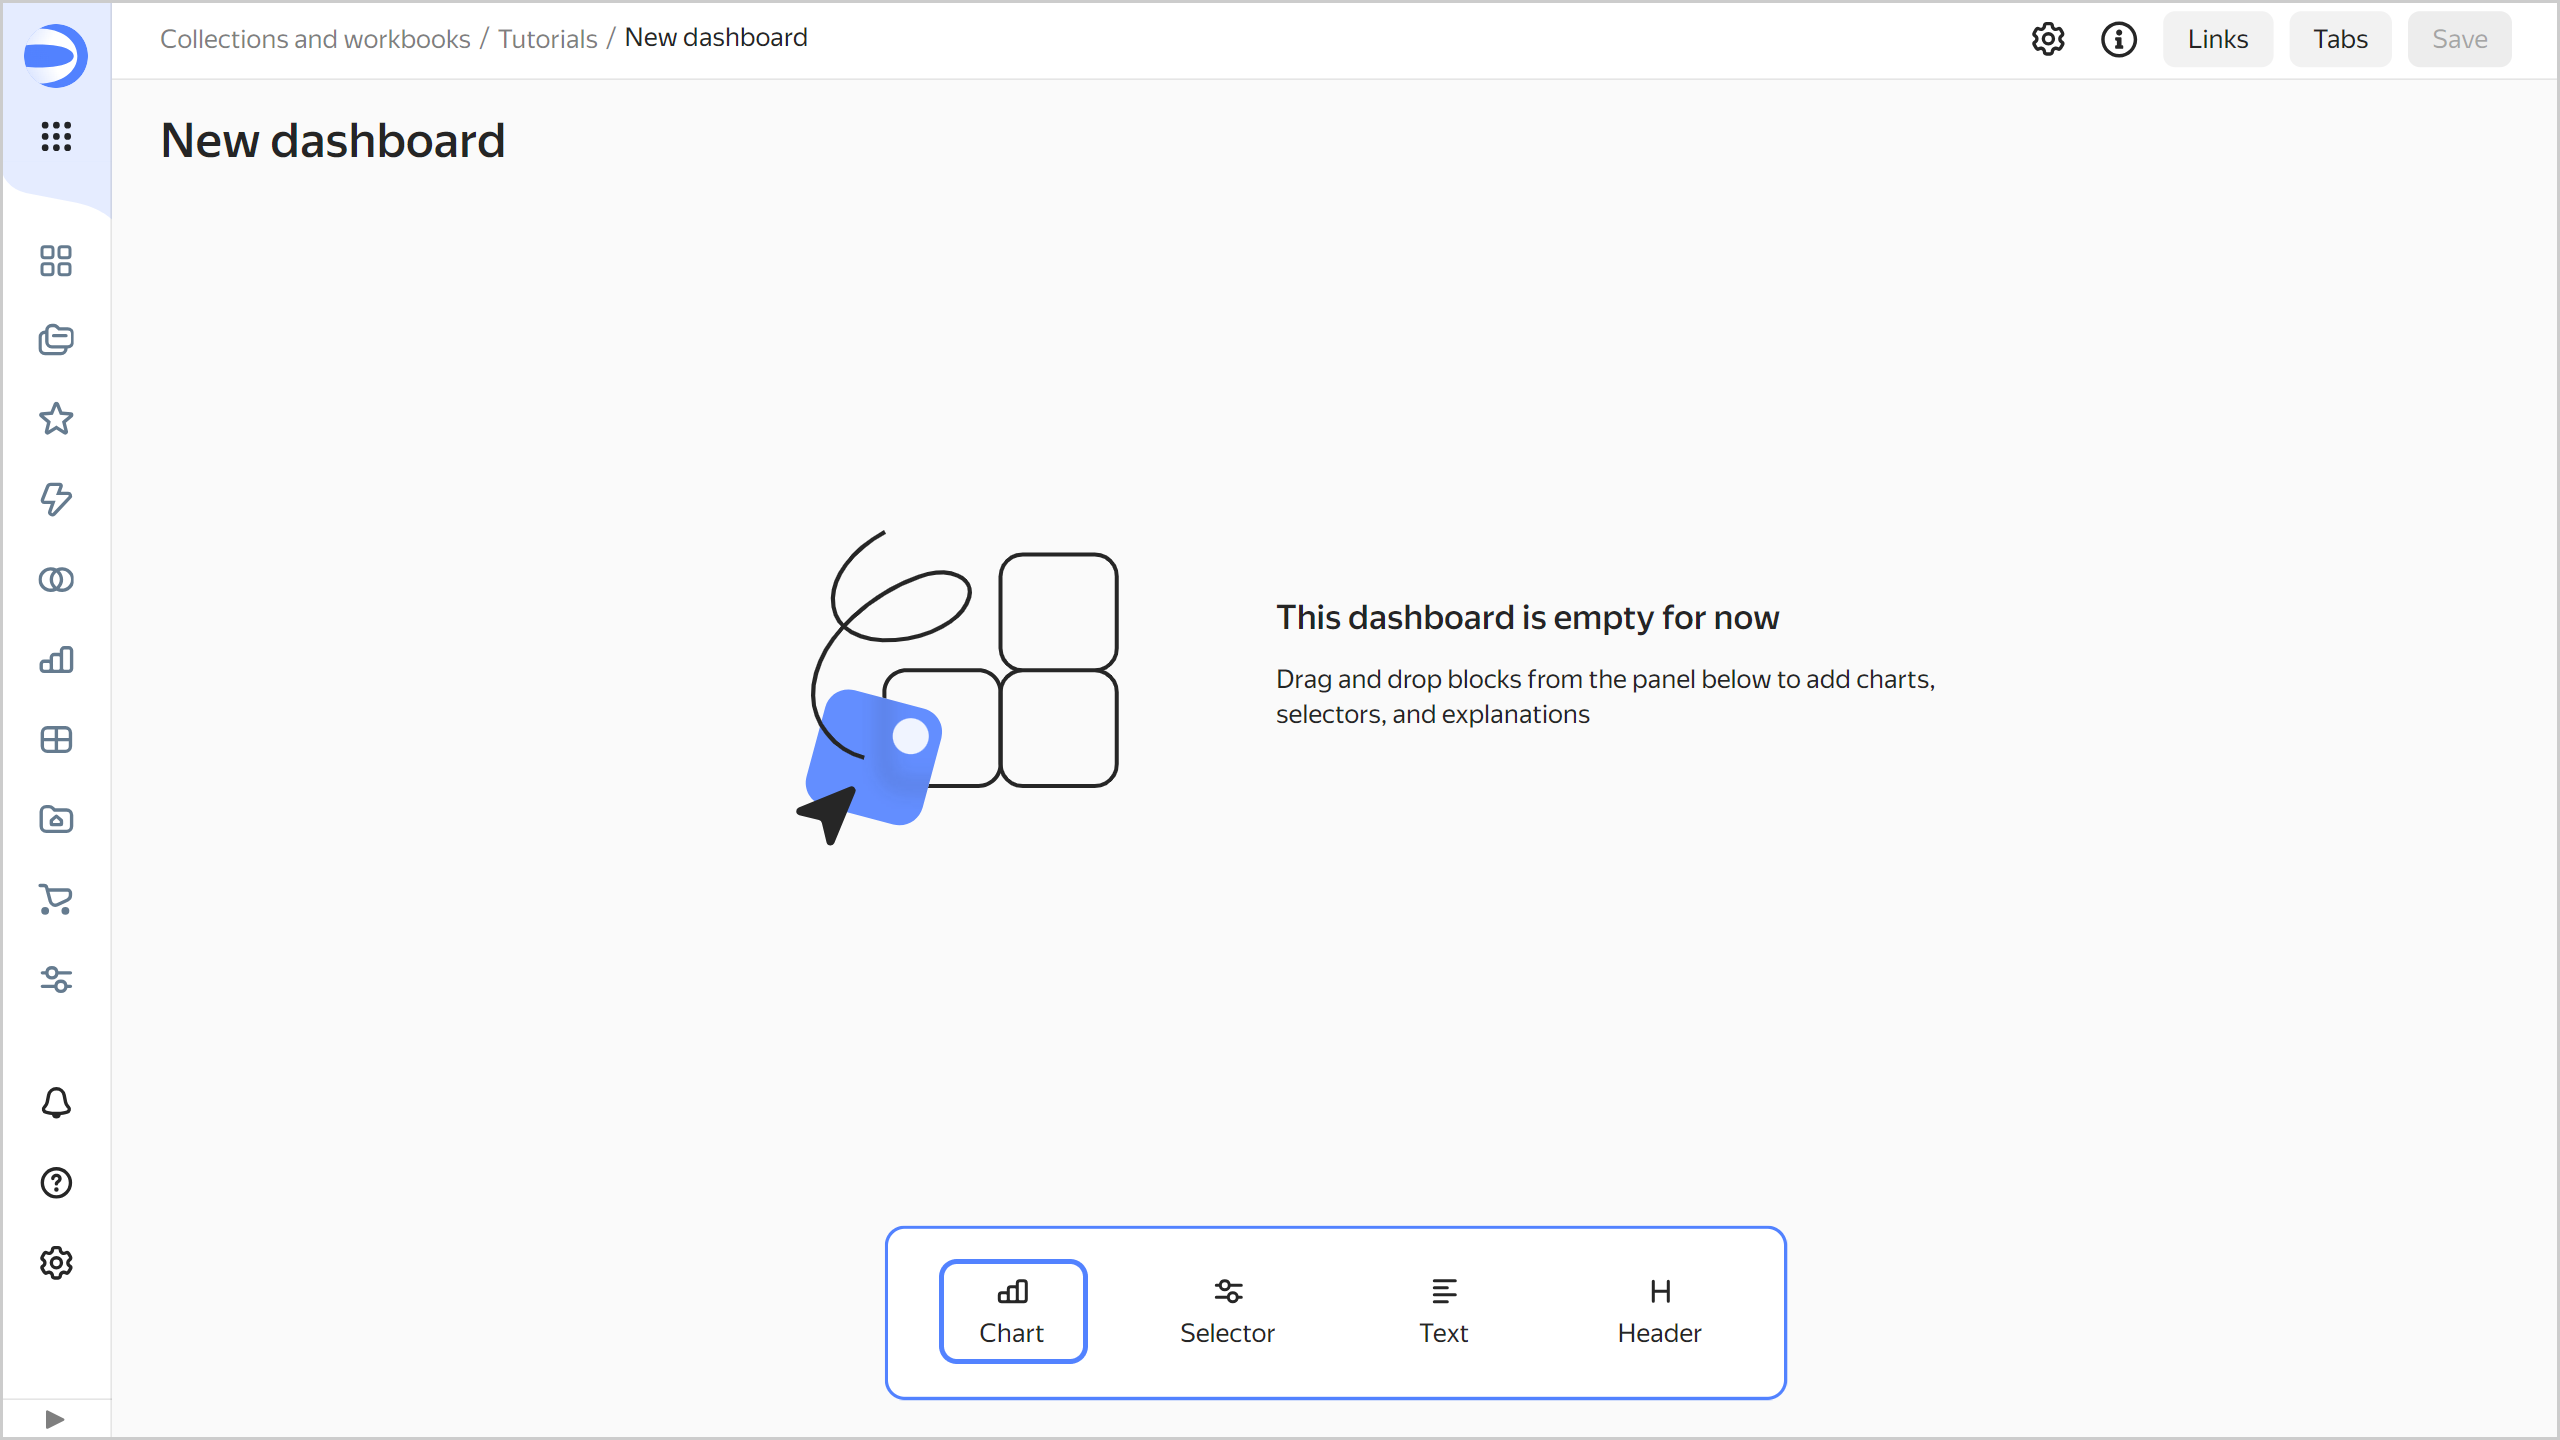 Collections and workbooks / Tutorials / New dashboard
Links
Tabs
Save
New dashboard
This dashboard is empty for now
Drag and drop blocks from the panel below to add charts,
selectors, and explanations
Chart
Selector
Text
Header